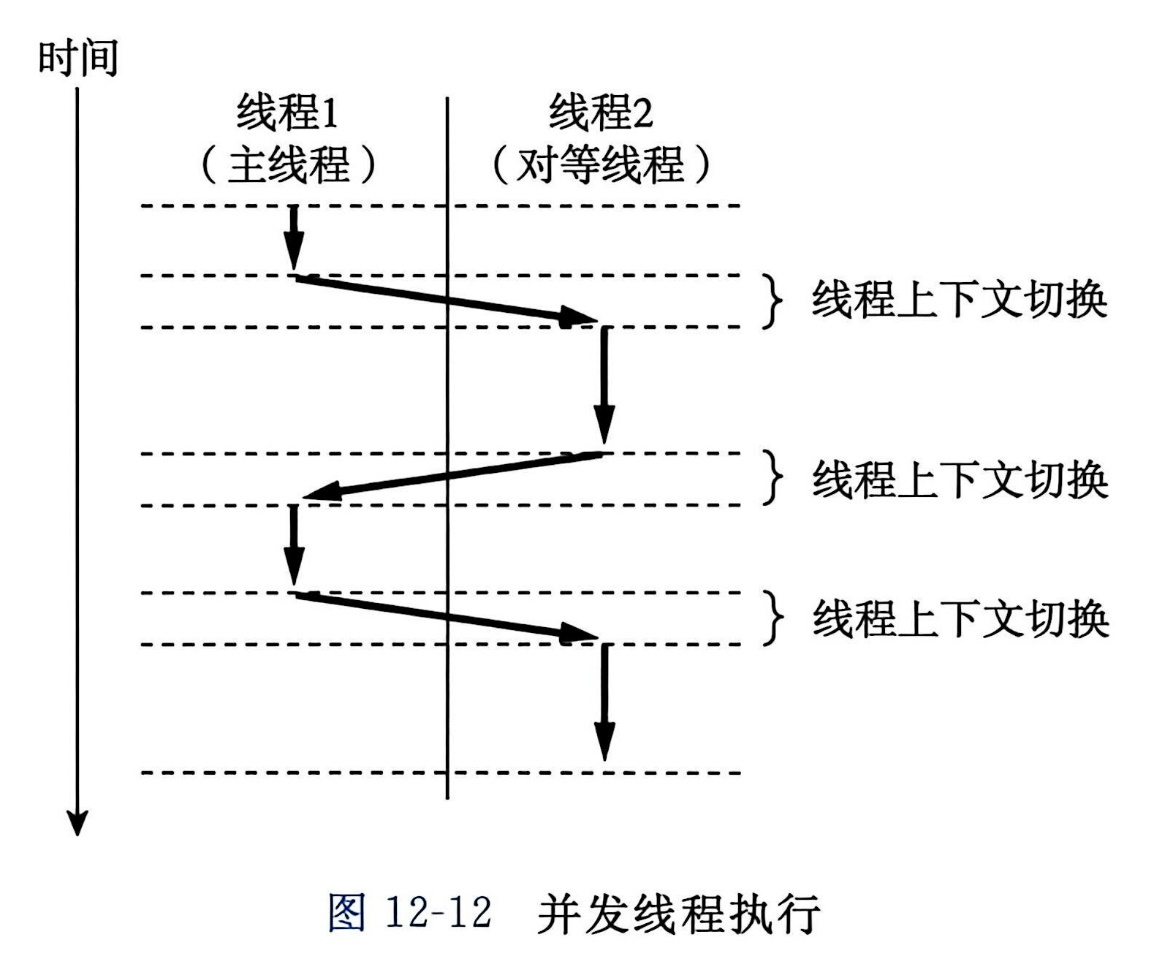 时间
线程1
（主线程）
线程2
（对等线程）
线程上下文切换
线程上下文切换
线程上下文切换
图 12-12 并发线程执行